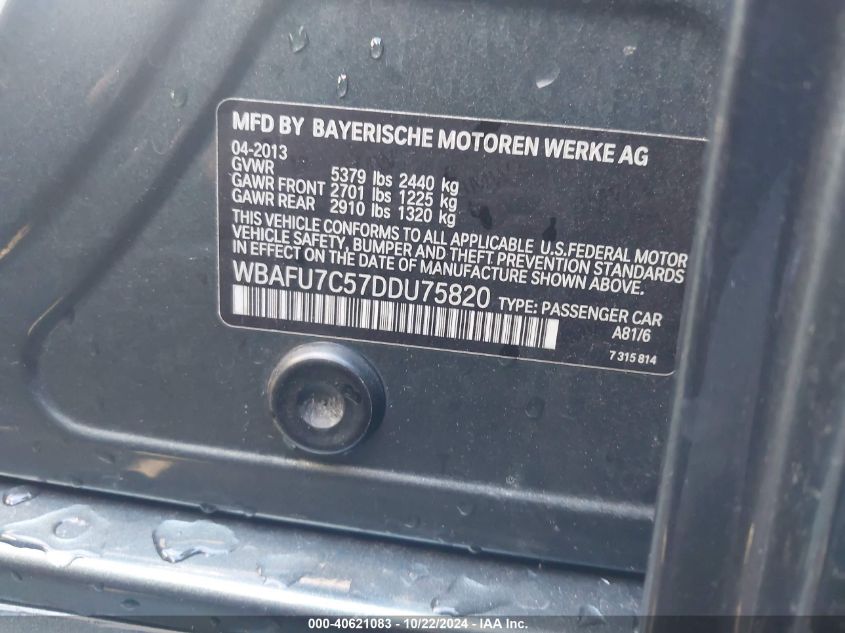 MFD BY BAYERISCHE MOTOREN WERKE AG
04-2013
GVWR 5379 lbs 2440 kg
GAWR FRONT 2701 lbs 1225 kg
GAWR REAR 2910 lbs 1320 kg
THIS VEHICLE CONFORMS TO ALL APPLICABLE U.S.FEDERAL MOTOR
VEHICLE SAFETY, BUMPER AND THEFT PREVENTION STANDARDS
IN EFFECT ON THE DATE OF MANUFACTURE SHOWN ABOVE.
WBAFU7C57DDU75820 TYPE: PASSENGER CAR
A81/6
7 315 814
000-40621083 - 10/22/2024 - IAA Inc.